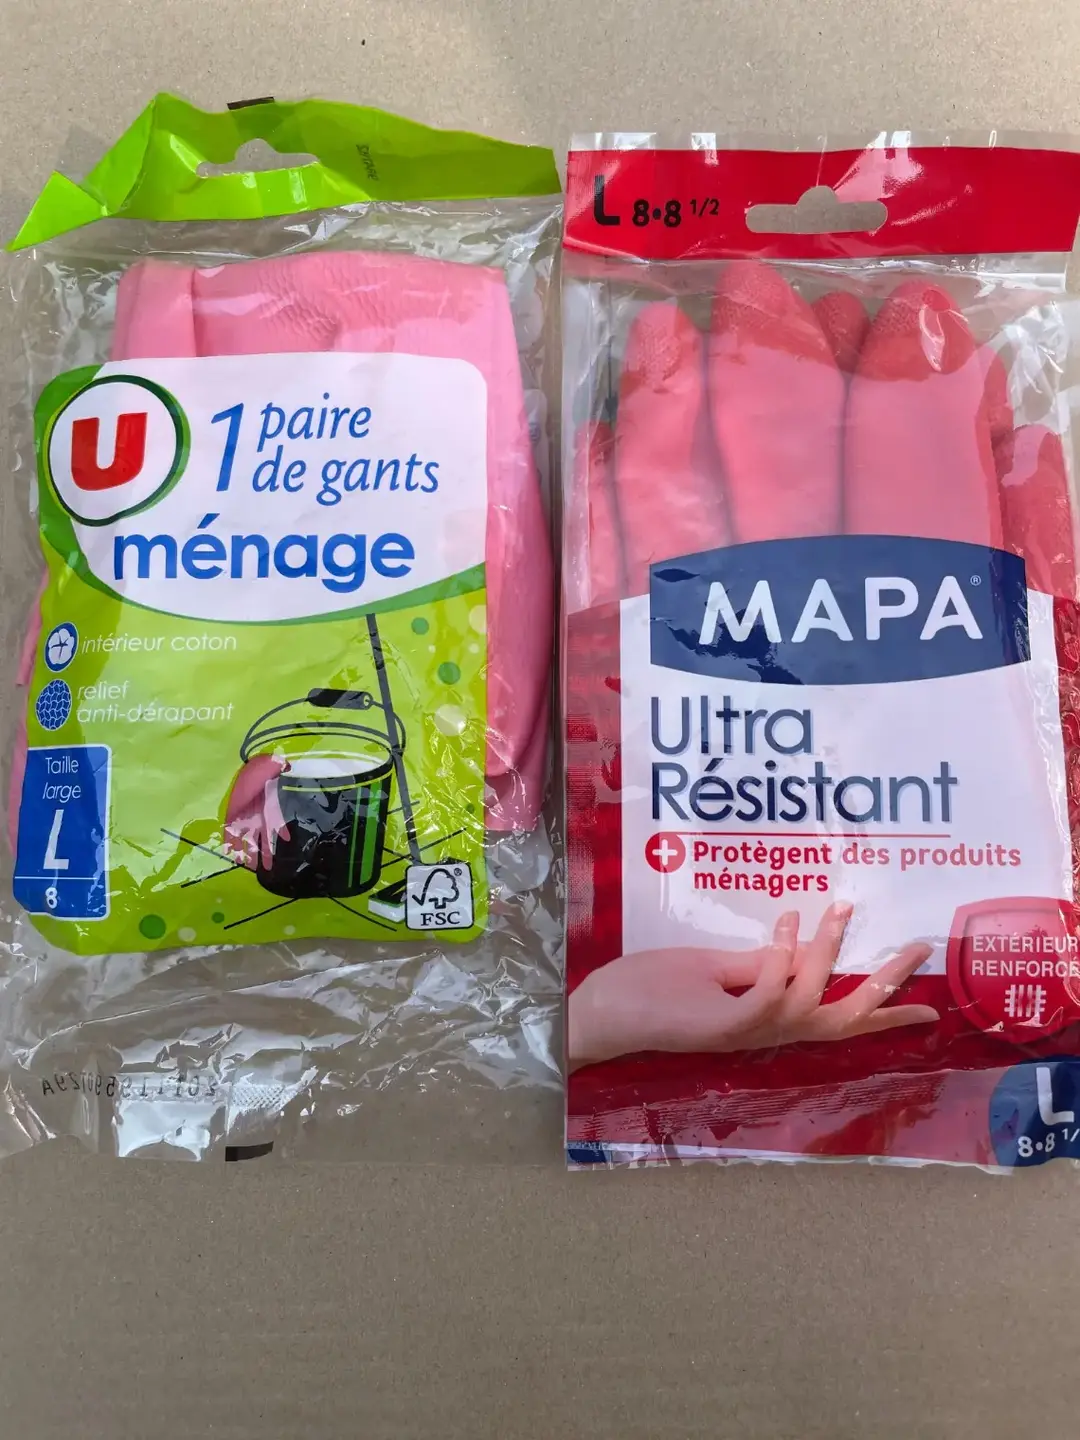 U
1 paire
de gants
ménage
intérieur coton
relief
anti-dérapant
Taille
large
L
8
FSC®
L 8•8 1/2
MAPA®
Ultra
Résistant
+ Protègent des produits
ménagers
EXTÉRIEUR
RENFORCÉ
L
8•8 1/